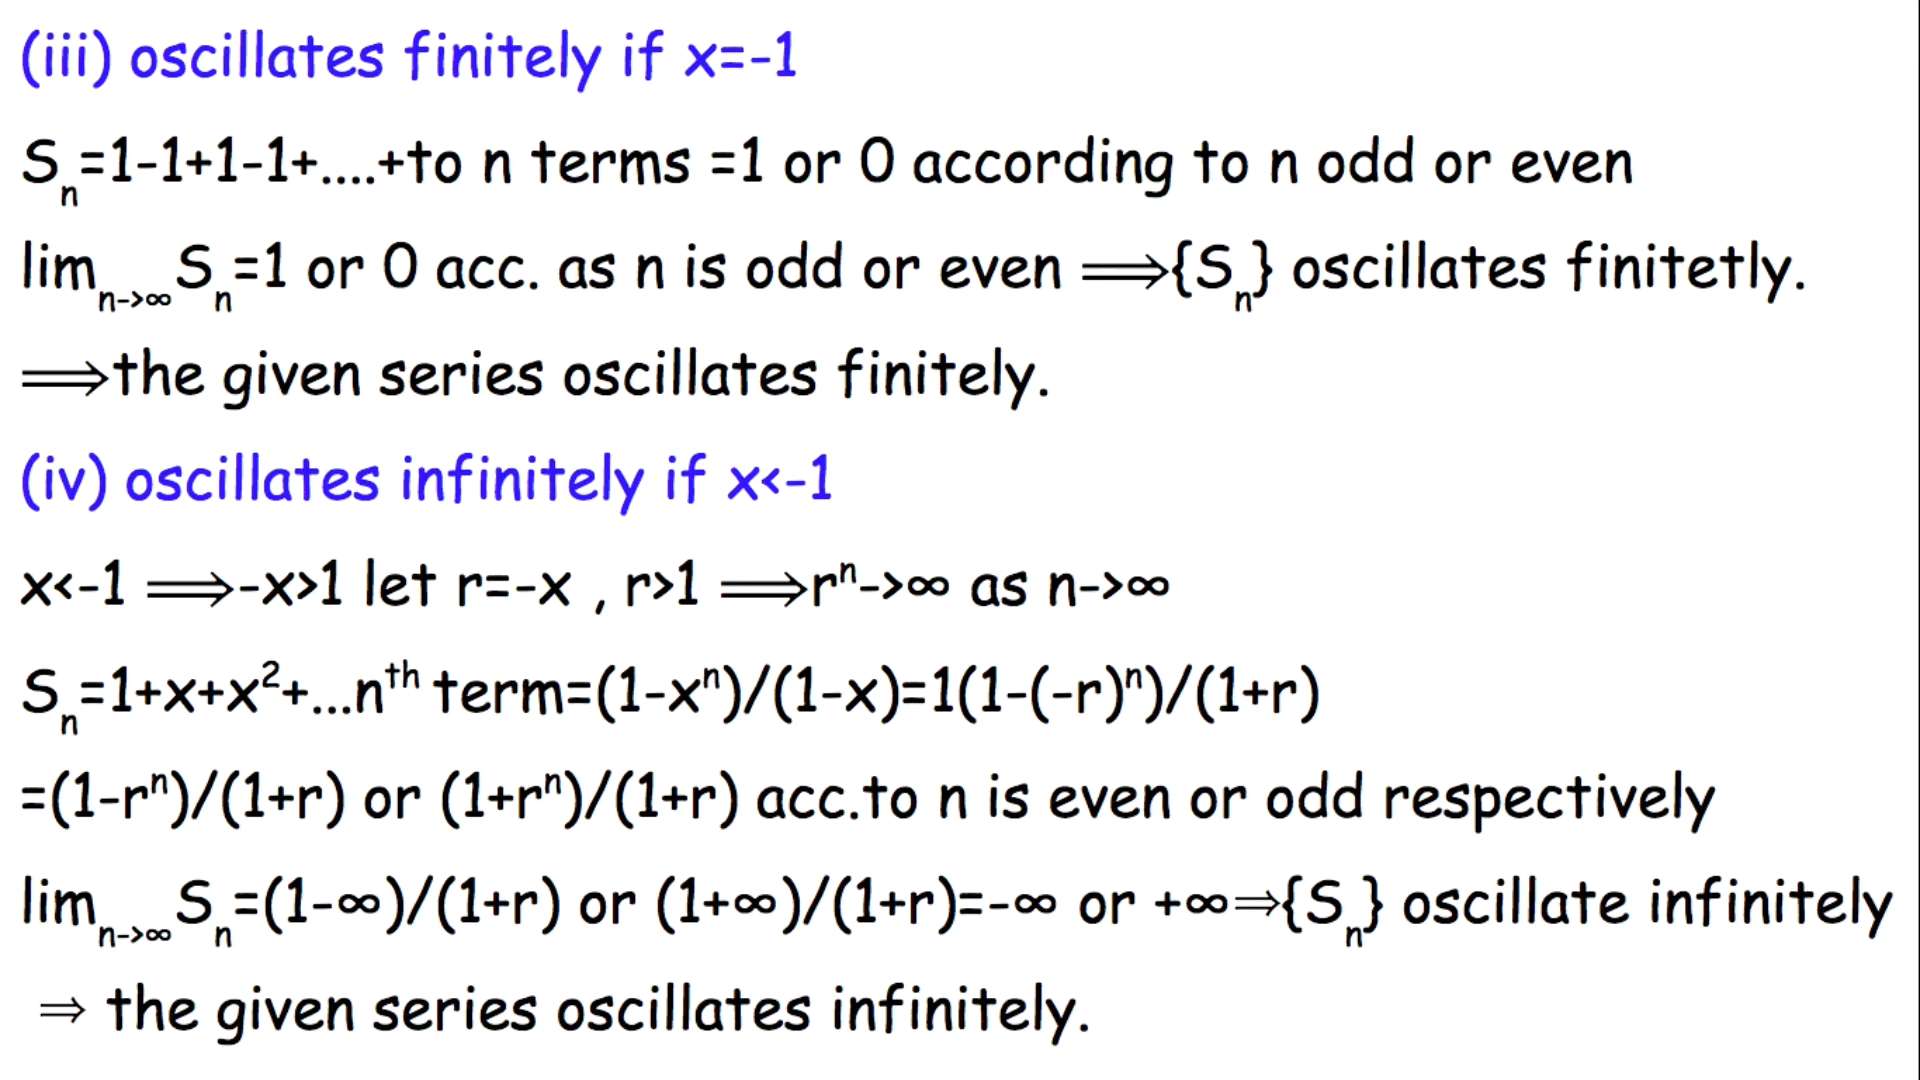 (iii) oscillates finitely if x=-1
Sₙ=1-1+1-1+....+to n terms =1 or 0 according to n odd or even
limₙ₋>∞Sₙ=1 or 0 acc. as n is odd or even ⟹{Sₙ} oscillates finitetly.
⟹the given series oscillates finitely.
(iv) oscillates infinitely if x<-1
x<-1 ⟹-x>1 let r=-x , r>1 ⟹rⁿ->∞ as n->∞
Sₙ=1+x+x²+...nᵗʰ term=(1-xⁿ)/(1-x)=1(1-(-r)ⁿ)/(1+r)
=(1-rⁿ)/(1+r) or (1+rⁿ)/(1+r) acc.to n is even or odd respectively
limₙ₋>∞Sₙ=(1-∞)/(1+r) or (1+∞)/(1+r)=-∞ or +∞⇒{Sₙ} oscillate infinitely
⇒ the given series oscillates infinitely.